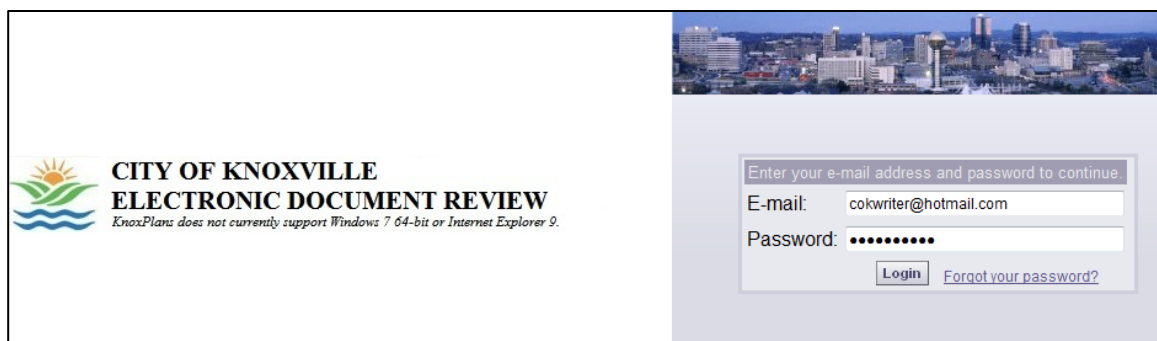 CITY OF KNOXVILLE
ELECTRONIC DOCUMENT REVIEW
KnoxPlans does not currently support Windows 7 64-bit or Internet Explorer 9.
Enter your e-mail address and password to continue.
E-mail: cokwriter@hotmail.com
Password: ●●●●●●●●●●
Login Forgot your password?